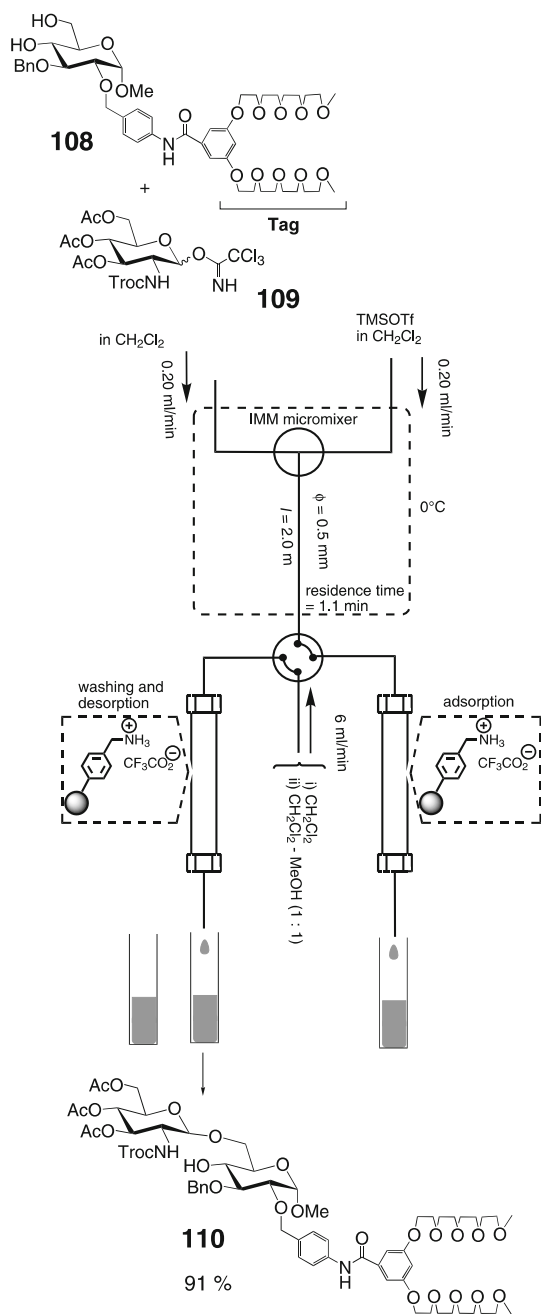 HO
HO
O
BnO
O
OMe
O
N
H
O
O O O O
O
O
O O O O
108
+
Tag
AcO
AcO
AcO
O
TrocNH
O
CCl3
NH
109
in CH2Cl2
TMSOTf
in CH2Cl2
0.20 ml/min
0.20 ml/min
IMM micromixer
l = 2.0 m
ϕ = 0.5 mm
0°C
residence time
= 1.1 min
washing and
desorption
adsorption
+
NH3
CF3CO2 −
6 ml/min
i) CH2Cl2
ii) CH2Cl2 - MeOH (1 : 1)
+
NH3
CF3CO2 −
AcO
AcO
AcO
O
TrocNH
O
HO
O
BnO
O
OMe
O
N
H
O
O O O O
O
O
O O O O
110
91 %